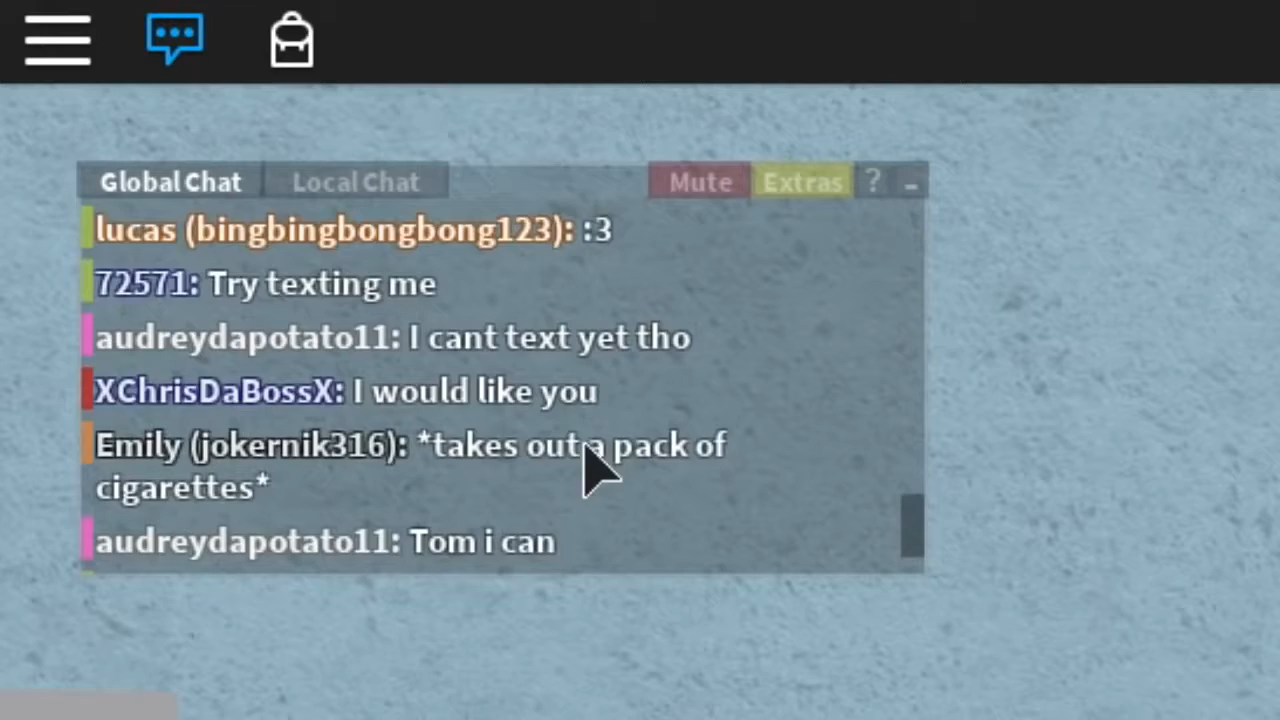 Global Chat Local Chat Mute Extras ? -
lucas (bingbingbongbong123): :3
72571: Try texting me
audreydapotato11: I cant text yet tho
XChrisDaBossX: I would like you
Emily (jokernik316): *takes out a pack of
cigarettes*
audreydapotato11: Tom i can